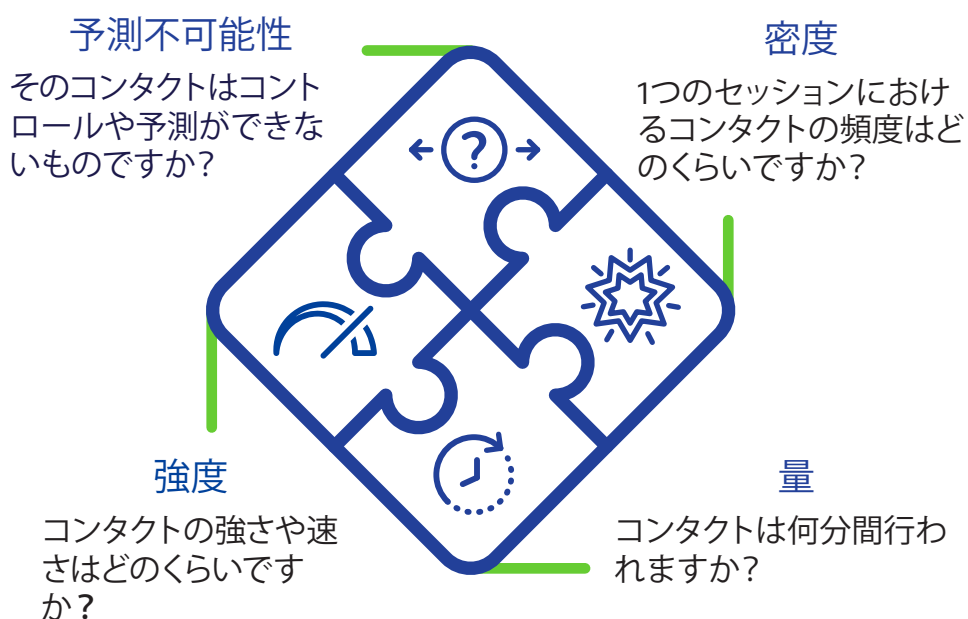 予測不可能性
そのコンタクトはコント
ロールや予測ができな
いものですか?
密度
1つのセッションにおけ
るコンタクトの頻度はど
のくらいですか?
?
強度
コンタクトの強さや速
さはどのくらいです
か?
量
コンタクトは何分間行わ
れますか?